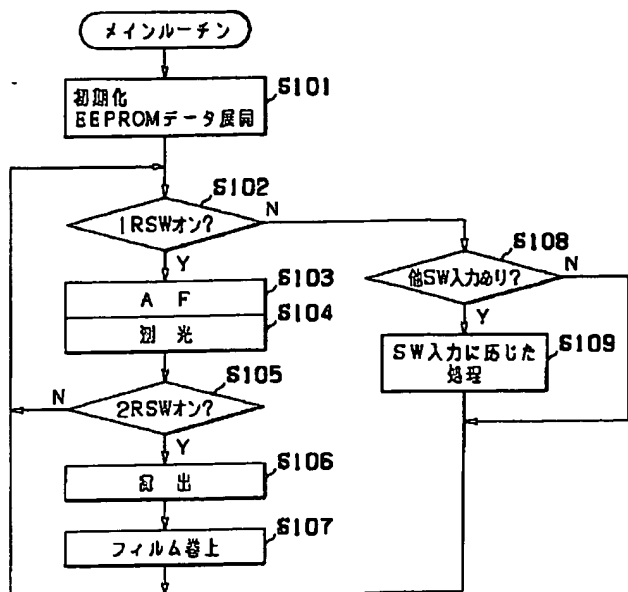 メインルーチン
S101
初期化
EEPROMデータ展開
S102
1RSWオン?
N
Y
S108
他SW入力あり?
N
Y
S103
AF
S104
測光
S109
SW入力に応じた
処理
S105
2RSWオン?
N
Y
S106
露出
S107
フィルム巻上